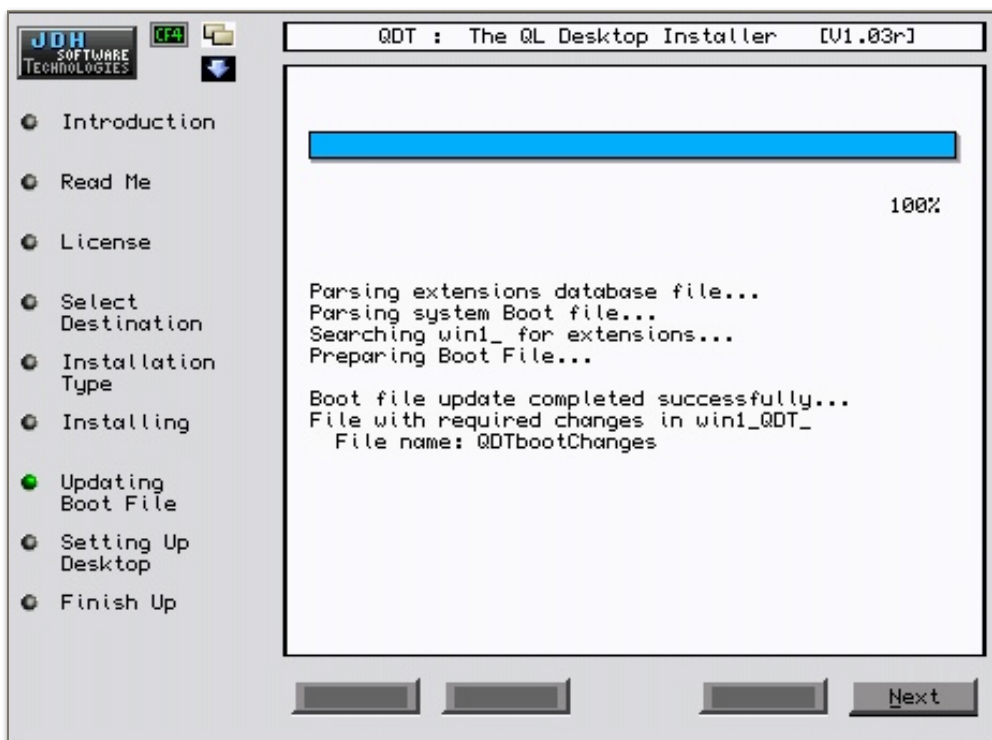 JDH
SOFTWARE
TECHNOLOGIES
CF4
QDT : The QL Desktop Installer [V1.03r]
Introduction
Read Me
License
Select
Destination
Installation
Type
Installing
Updating
Boot File
Setting Up
Desktop
Finish Up
100%
Parsing extensions database file...
Parsing system Boot file...
Searching win1_ for extensions...
Preparing Boot File...
Boot file update completed successfully...
File with required changes in win1_QDT_
File name: QDTbootChanges
Next